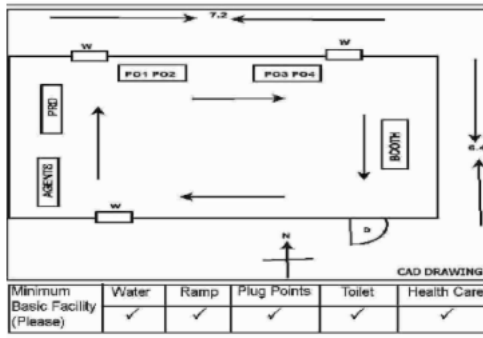 7.2
W
W
PO1 PO2
PO3 PO4
PRO
BOOTH
AGENTS
W
D
N
CAD DRAWING
Minimum Basic Facility (Please)
Water
Ramp
Plug Points
Toilet
Health Care
✓ ✓ ✓ ✓ ✓